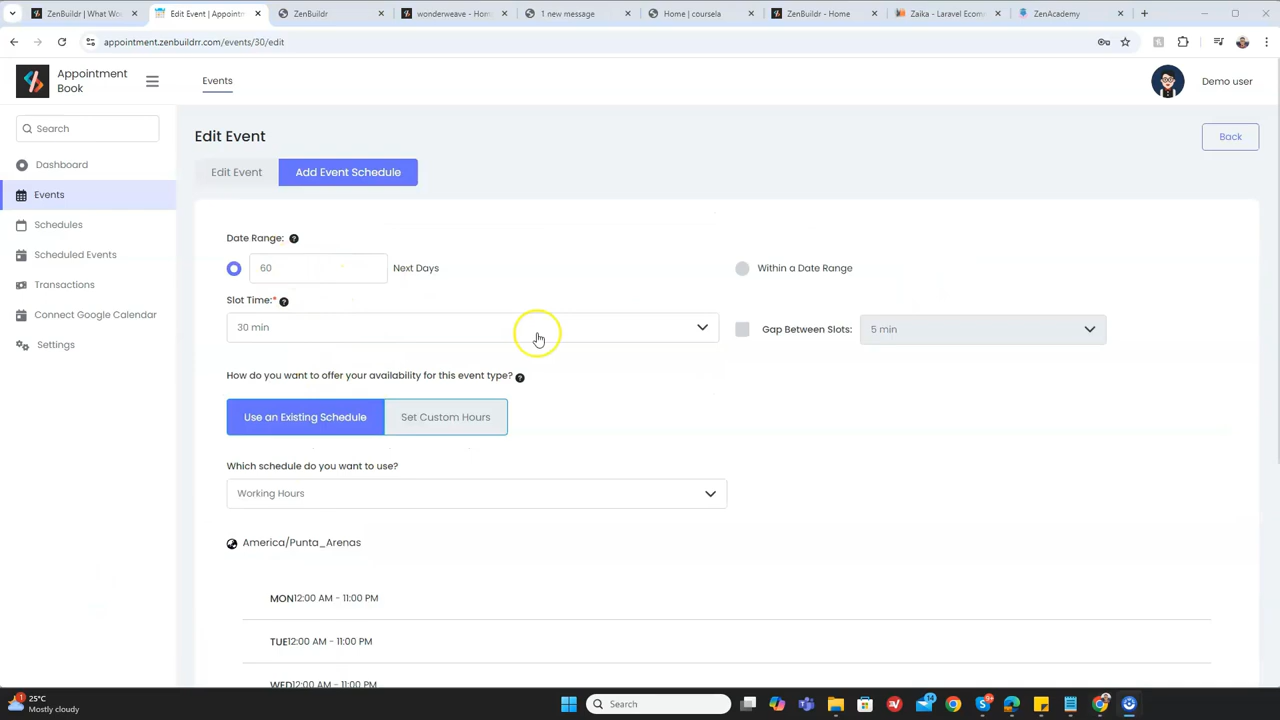 ZenBuildr | What Wo
Edit Event | Appointm
ZenBuildr
wonderweave - Hom
1 new message
Home | couqela
ZenBuildr - Home
Zaika - Laravel Ecom
ZenAcademy
appointment.zenbuildrr.com/events/30/edit
Appointment
Book
Events
Demo user
Search
Dashboard
Events
Schedules
Scheduled Events
Transactions
Connect Google Calendar
Settings
Edit Event
Back
Edit Event
Add Event Schedule
Date Range: ?
60
Next Days
Within a Date Range
Slot Time:* ?
30 min
Gap Between Slots:
5 min
How do you want to offer your availability for this event type? ?
Use an Existing Schedule
Set Custom Hours
Which schedule do you want to use?
Working Hours
America/Punta_Arenas
MON12:00 AM - 11:00 PM
TUE12:00 AM - 11:00 PM
WED12:00 AM - 11:00 PM
1
25°C
Mostly cloudy
Search
14
9+